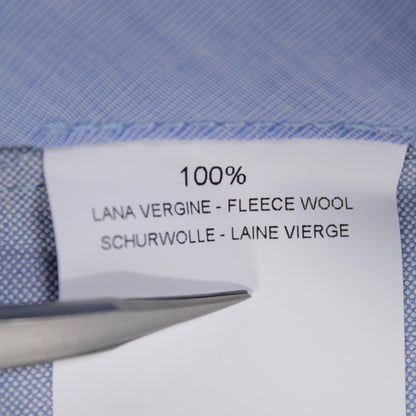 100%
LANA VERGINE - FLEECE WOOL
SCHURWOLLE - LAINE VIERGE